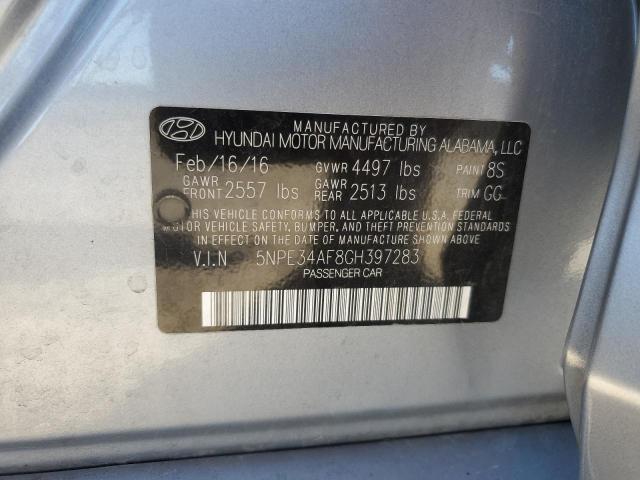 MANUFACTURED BY
HYUNDAI MOTOR MANUFACTURING ALABAMA, LLC
Feb/16/16 GVWR 4497 lbs PAINT 8S
GAWR FRONT 2557 lbs GAWR REAR 2513 lbs TRIM GG
THIS VEHICLE CONFORMS TO ALL APPLICABLE U.S.A. FEDERAL
MOTOR VEHICLE SAFETY, BUMPER, AND THEFT PREVENTION
STANDARDS IN EFFECT ON THE DATE OF MANUFACTURE SHOWN ABOVE.
V.I.N 5NPE34AF8GH397283
PASSENGER CAR